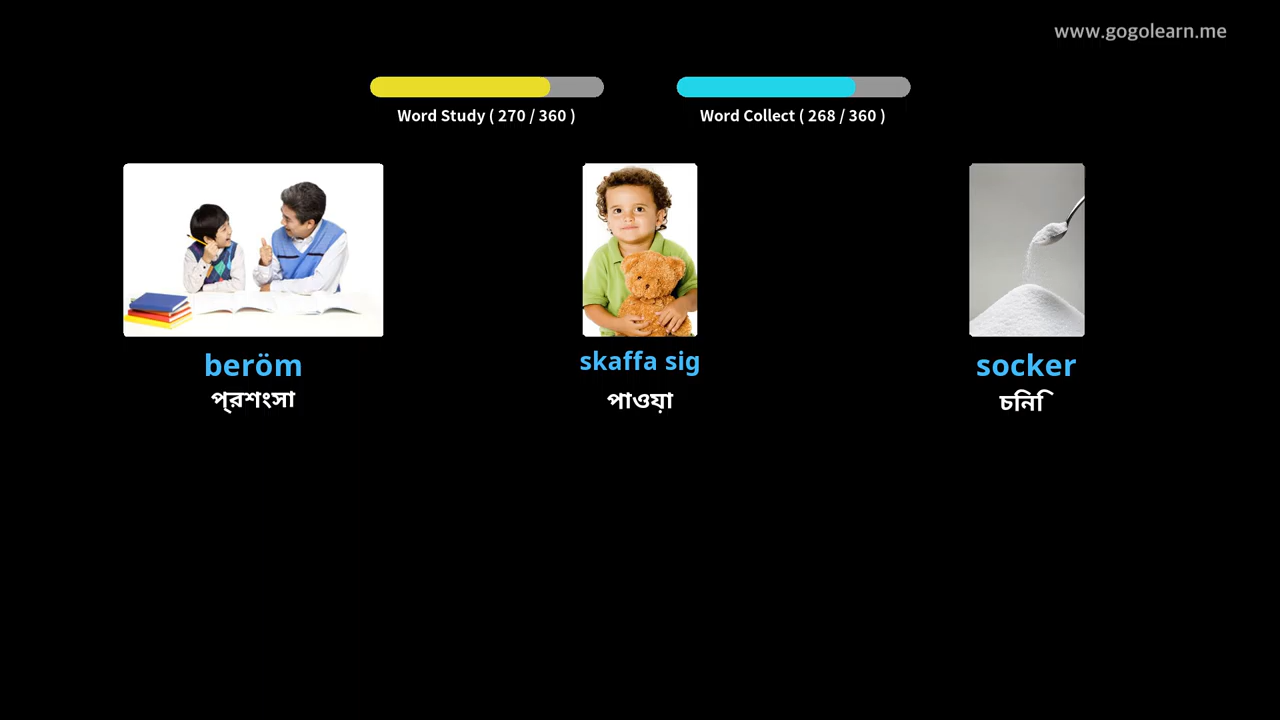 www.gogolearn.me
Word Study ( 270 / 360 )
Word Collect ( 268 / 360 )
beröm
প্রশংসা
skaffa sig
পাওয়া
socker
চিনি